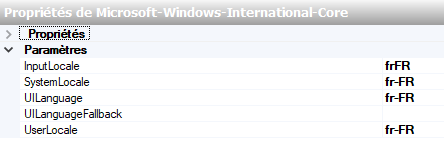 Propriétés de Microsoft-Windows-International-Core
Propriétés
Paramètres
InputLocale frFR
SystemLocale fr-FR
UILanguage fr-FR
UILanguageFallback
UserLocale fr-FR